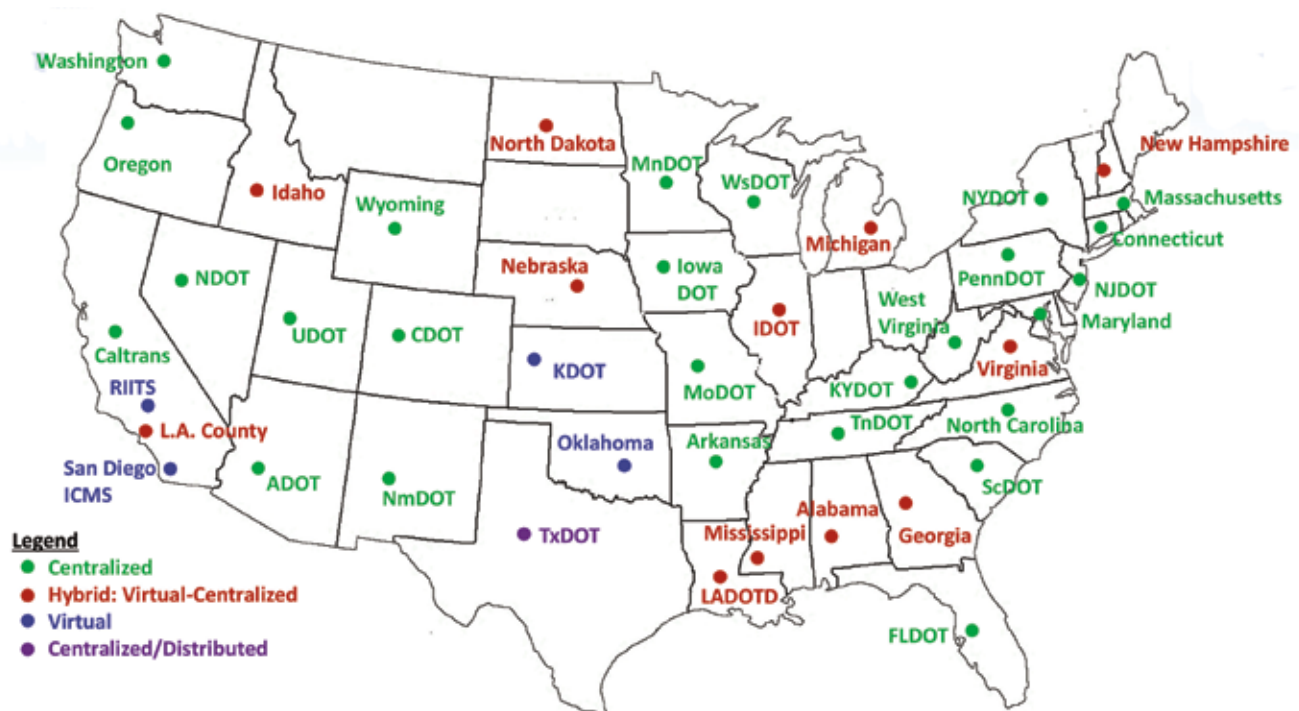 Washington
Oregon
Idaho
North Dakota
MnDOT
WsDOT
New Hampshire
NYDOT
Massachusetts
Connecticut
Wyoming
Michigan
Nebraska
Iowa
DOT
PennDOT
NJDOT
NDOT
UDOT
CDOT
IDOT
West
Virginia
Maryland
Caltrans
RIITS
KDOT
MoDOT
KYDOT
Virginia
L.A. County
Oklahoma
Arkansas
TnDOT
North Caroliba
San Diego
ICMS
ADOT
NmDOT
ScDOT
TxDOT
Mississippi
Alabama
Georgia
LADOTD
FLDOT
Legend
Centralized
Hybrid: Virtual-Centralized
Virtual
Centralized/Distributed